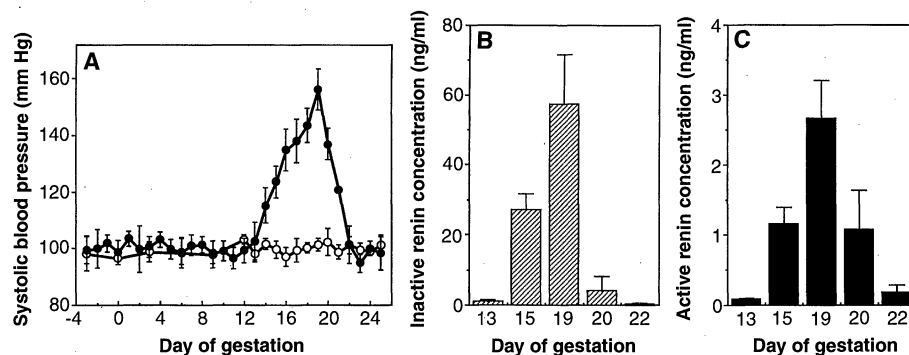 A
Systolic blood pressure (mm Hg)
160
140
120
100
80
-4 0 4 8 12 16 20 24
Day of gestation
B
Inactive renin concentration (ng/ml)
80
60
40
20
0
13 15 19 20 22
Day of gestation
C
Active renin concentration (ng/ml)
4
3
2
1
0
13 15 19 20 22
Day of gestation